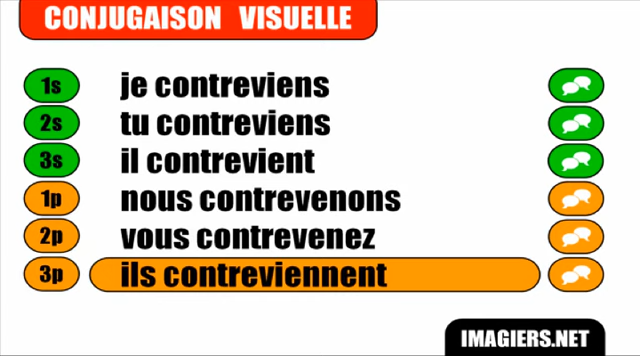 CONJUGAISON VISUELLE
1s je contreviens
2s tu contreviens
3s il contrevient
1p nous contrevenons
2p vous contrevenez
3p ils contreviennent
IMAGIERS.NET